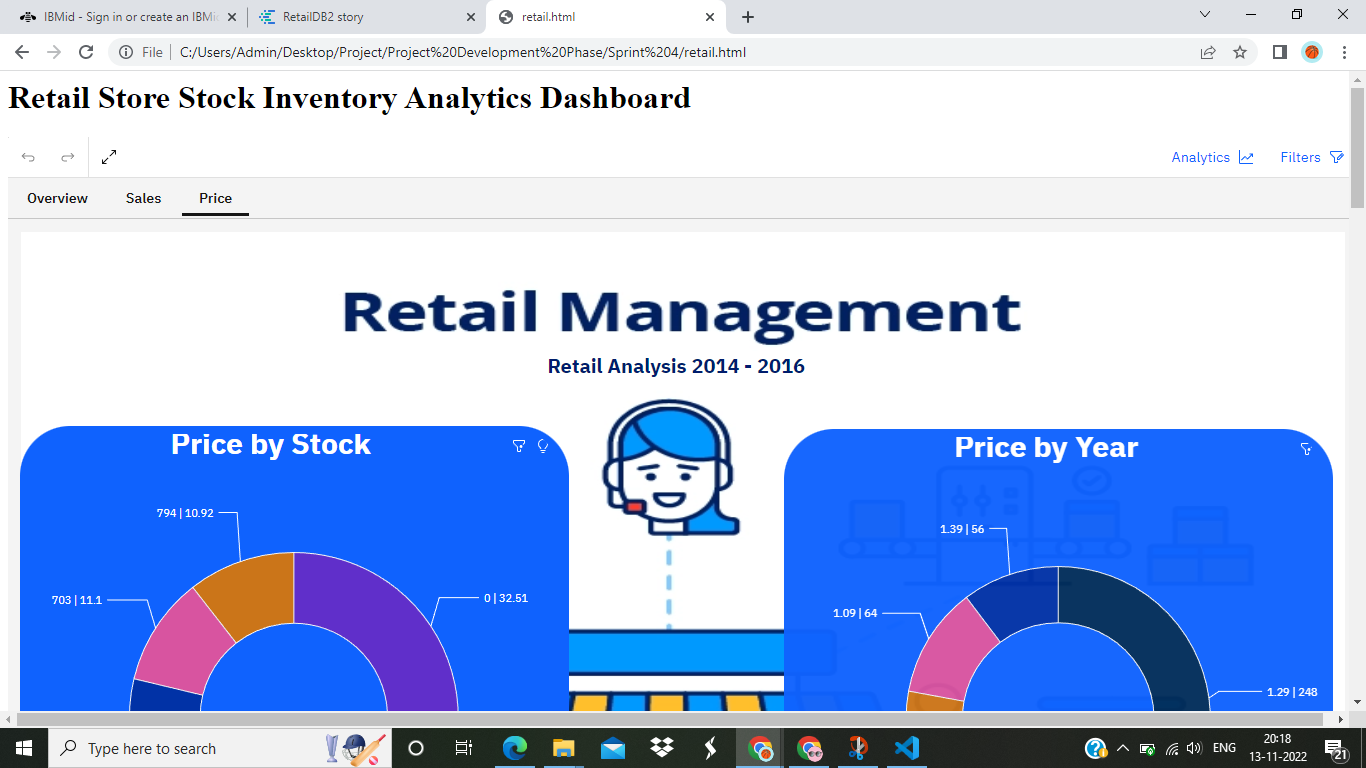 IBMid - Sign in or create an IBMi
RetailDB2 story
retail.html
File
C:/Users/Admin/Desktop/Project/Project%20Development%20Phase/Sprint%204/retail.html
Retail Store Stock Inventory Analytics Dashboard
Analytics
Filters
Overview
Sales
Price
Retail Management
Retail Analysis 2014 - 2016
Price by Stock
794 | 10.92
703 | 11.1
0 | 32.51
Price by Year
1.39 | 56
1.09 | 64
1.29 | 248
Type here to search
ENG
20:18
13-11-2022
21